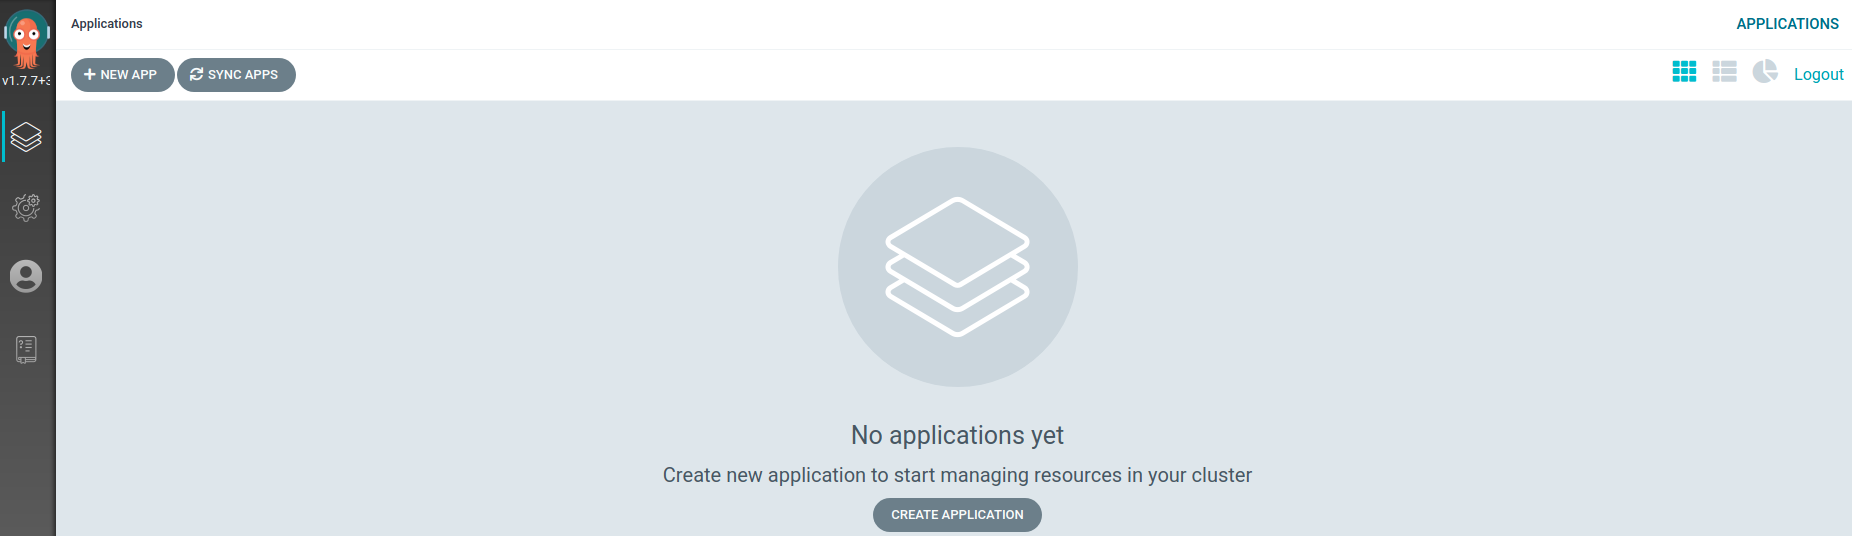 Applications
APPLICATIONS
NEW APP
SYNC APPS
Logout
v1.7.7+3
No applications yet
Create new application to start managing resources in your cluster
CREATE APPLICATION